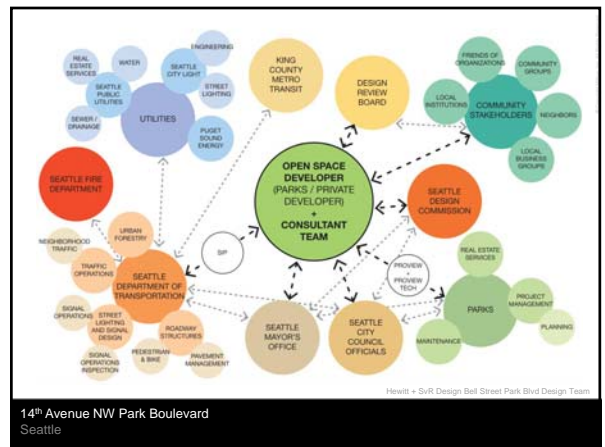 REAL
ESTATE
SERVICES
WATER
SEATTLE
CITY LIGHT
ENGINEERING
STREET
LIGHTING
SEATTLE
PUBLIC
UTILITIES
SEWER /
DRAINAGE
UTILITIES
PUGET
SOUND
ENERGY
KING
COUNTY
METRO
TRANSIT
DESIGN
REVIEW
BOARD
FRIENDS OF
ORGANIZATIONS
COMMUNITY
GROUPS
LOCAL
INSTITUTIONS
COMMUNITY
STAKEHOLDERS
NEIGHBORS
LOCAL
BUSINESS
GROUPS
SEATTLE FIRE
DEPARTMENT
OPEN SPACE
DEVELOPER
(PARKS / PRIVATE
DEVELOPER)
+
CONSULTANT
TEAM
SEATTLE
DESIGN
COMMISSION
URBAN
FORESTRY
NEIGHBORHOOD
TRAFFIC
TRAFFIC
OPERATIONS
SEATTLE
DEPARTMENT OF
TRANSPORTATION
SIP
SIGNAL
OPERATIONS
STREET
LIGHTING
AND SIGNAL
DESIGN
ROADWAY
STRUCTURES
SIGNAL
OPERATIONS
INSPECTION
PEDESTRIAN
& BIKE
PAVEMENT
MANAGEMENT
SEATTLE
MAYOR'S
OFFICE
SEATTLE
CITY
COUNCIL
OFFICIALS
PROVIEW
+
PROVIEW
TECH
REAL ESTATE
SERVICES
PROJECT
MANAGEMENT
PARKS
PLANNING
MAINTENANCE
Hewitt + SvR Design Bell Street Park Blvd Design Team
14th Avenue NW Park Boulevard
Seattle